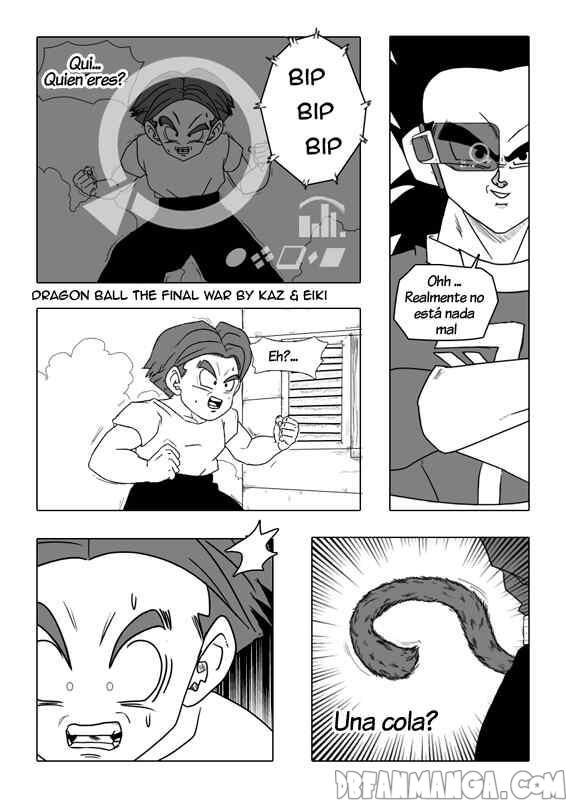 Qui...
Quien eres?
BIP
BIP
BIP
Ohh ...
Realmente no
está nada
mal
DRAGON BALL THE FINAL WAR BY KAZ & EIKI
Eh?...
Una cola?
DBFANMANGA.COM